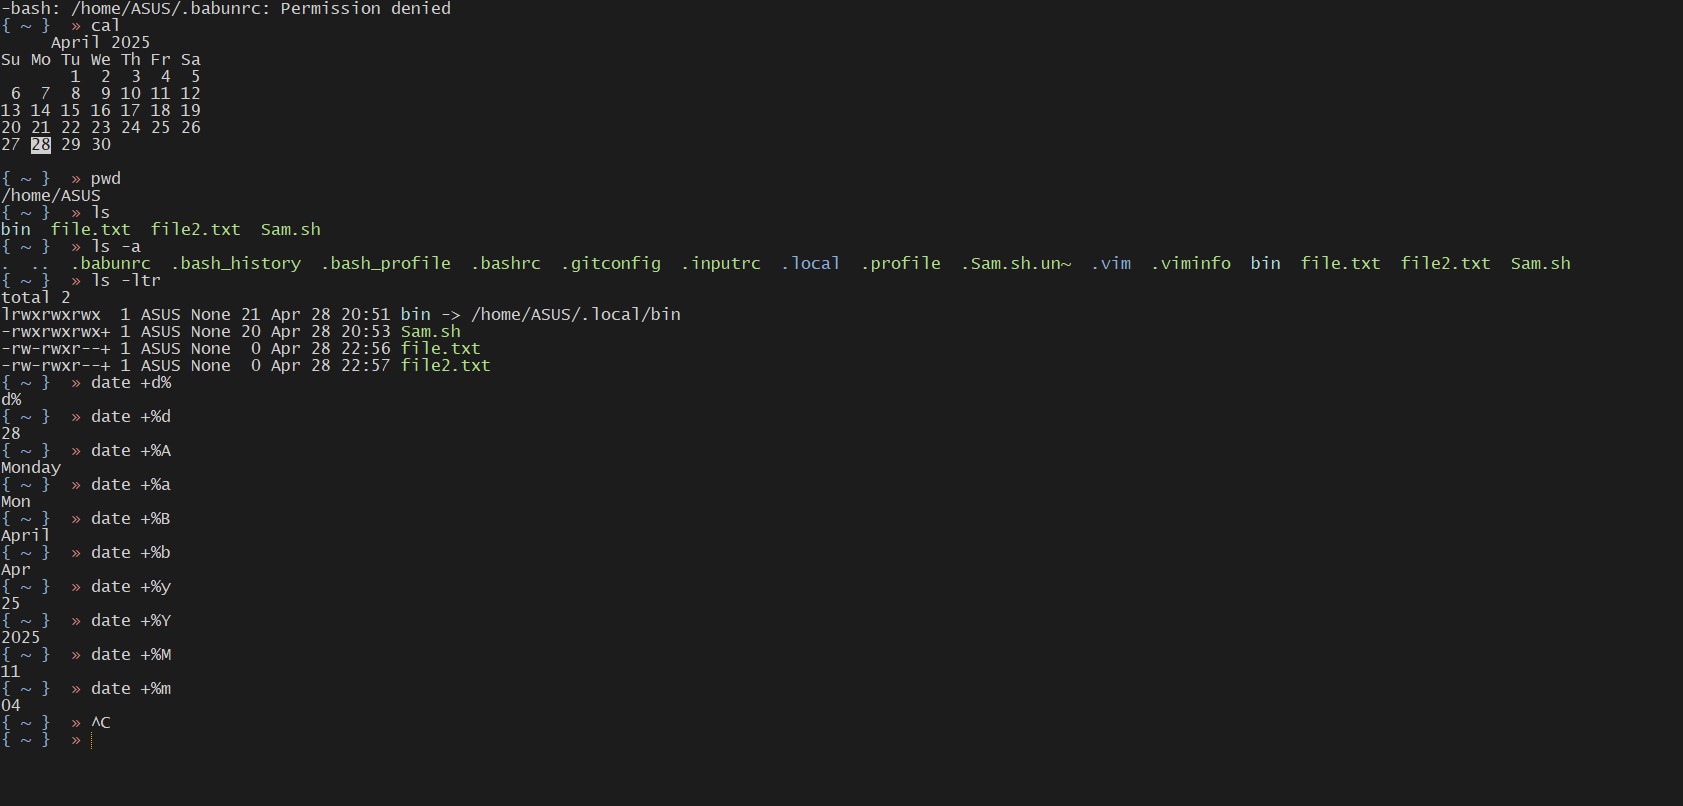 -bash: /home/ASUS/.babunrc: Permission denied
{ ~ }  » cal
     April 2025
Su Mo Tu We Th Fr Sa
       1  2  3  4  5
 6  7  8  9 10 11 12
13 14 15 16 17 18 19
20 21 22 23 24 25 26
27 28 29 30
{ ~ }  » pwd
/home/ASUS
{ ~ }  » ls
bin  file.txt  file2.txt  Sam.sh
{ ~ }  » ls -a
.  ..  .babunrc  .bash_history  .bash_profile  .bashrc  .gitconfig  .inputrc  .local  .profile  .Sam.sh.un~  .vim  .viminfo  bin  file.txt  file2.txt  Sam.sh
{ ~ }  » ls -ltr
total 2
lrwxrwxrwx  1 ASUS None 21 Apr 28 20:51 bin -> /home/ASUS/.local/bin
-rwxrwxrwx+ 1 ASUS None 20 Apr 28 20:53 Sam.sh
-rw-rwxr--+ 1 ASUS None  0 Apr 28 22:56 file.txt
-rw-rwxr--+ 1 ASUS None  0 Apr 28 22:57 file2.txt
{ ~ }  » date +d%
d%
{ ~ }  » date +%d
28
{ ~ }  » date +%A
Monday
{ ~ }  » date +%a
Mon
{ ~ }  » date +%B
April
{ ~ }  » date +%b
Apr
{ ~ }  » date +%y
25
{ ~ }  » date +%Y
2025
{ ~ }  » date +%M
11
{ ~ }  » date +%m
04
{ ~ }  » ^C
{ ~ }  »